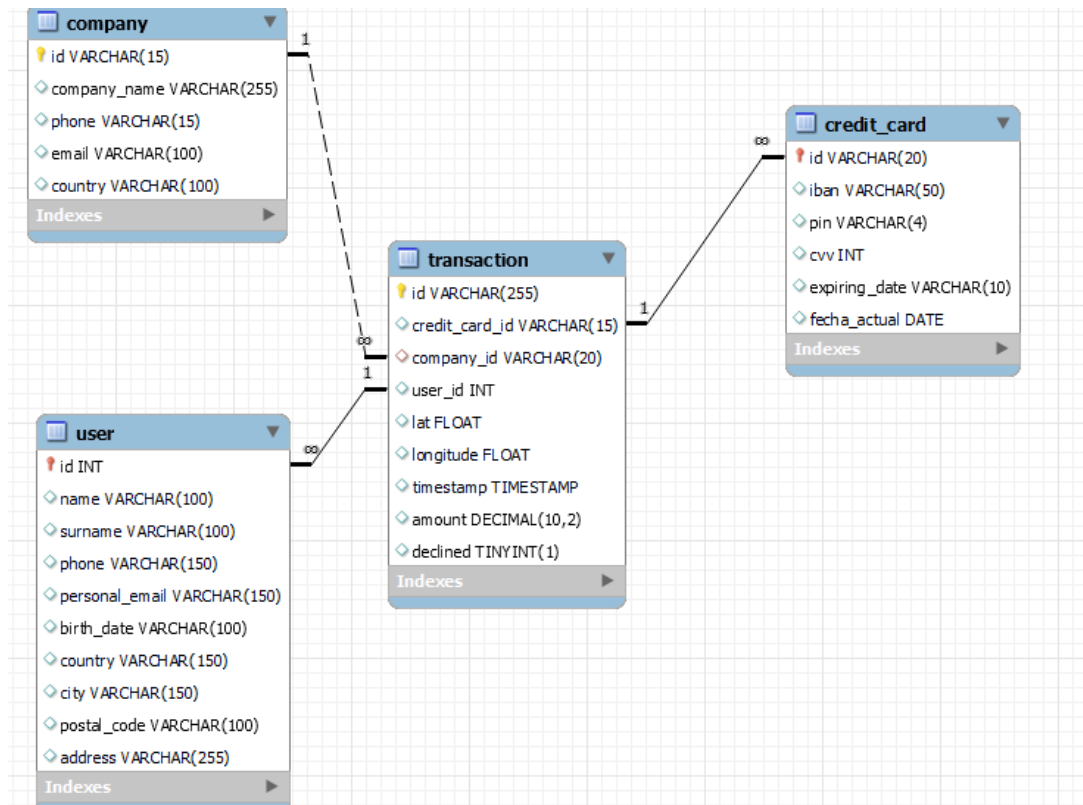 company
id VARCHAR(15)
company_name VARCHAR(255)
phone VARCHAR(15)
email VARCHAR(100)
country VARCHAR(100)
Indexes
1
∞
credit_card
id VARCHAR(20)
iban VARCHAR(50)
pin VARCHAR(4)
cvv INT
expiring_date VARCHAR(10)
fecha_actual DATE
Indexes
∞
1
transaction
id VARCHAR(255)
credit_card_id VARCHAR(15)
company_id VARCHAR(20)
user_id INT
lat FLOAT
longitude FLOAT
timestamp TIMESTAMP
amount DECIMAL(10,2)
declined TINYINT(1)
Indexes
1
∞
user
id INT
name VARCHAR(100)
surname VARCHAR(100)
phone VARCHAR(150)
personal_email VARCHAR(150)
birth_date VARCHAR(100)
country VARCHAR(150)
city VARCHAR(150)
postal_code VARCHAR(100)
address VARCHAR(255)
Indexes